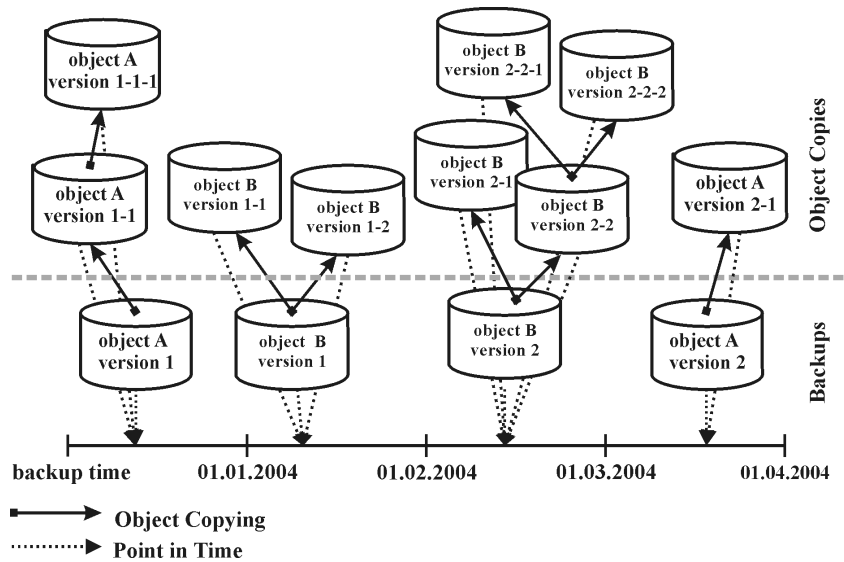 object A
version 1-1-1
object B
version 2-2-1
object B
version 2-2-2
object A
version 1-1
object B
version 1-1
object B
version 1-2
object B
version 2-1
object B
version 2-2
object A
version 2-1
Object Copies
object A
version 1
object B
version 1
object B
version 2
object A
version 2
Backups
backup time
01.01.2004
01.02.2004
01.03.2004
01.04.2004
Object Copying
Point in Time